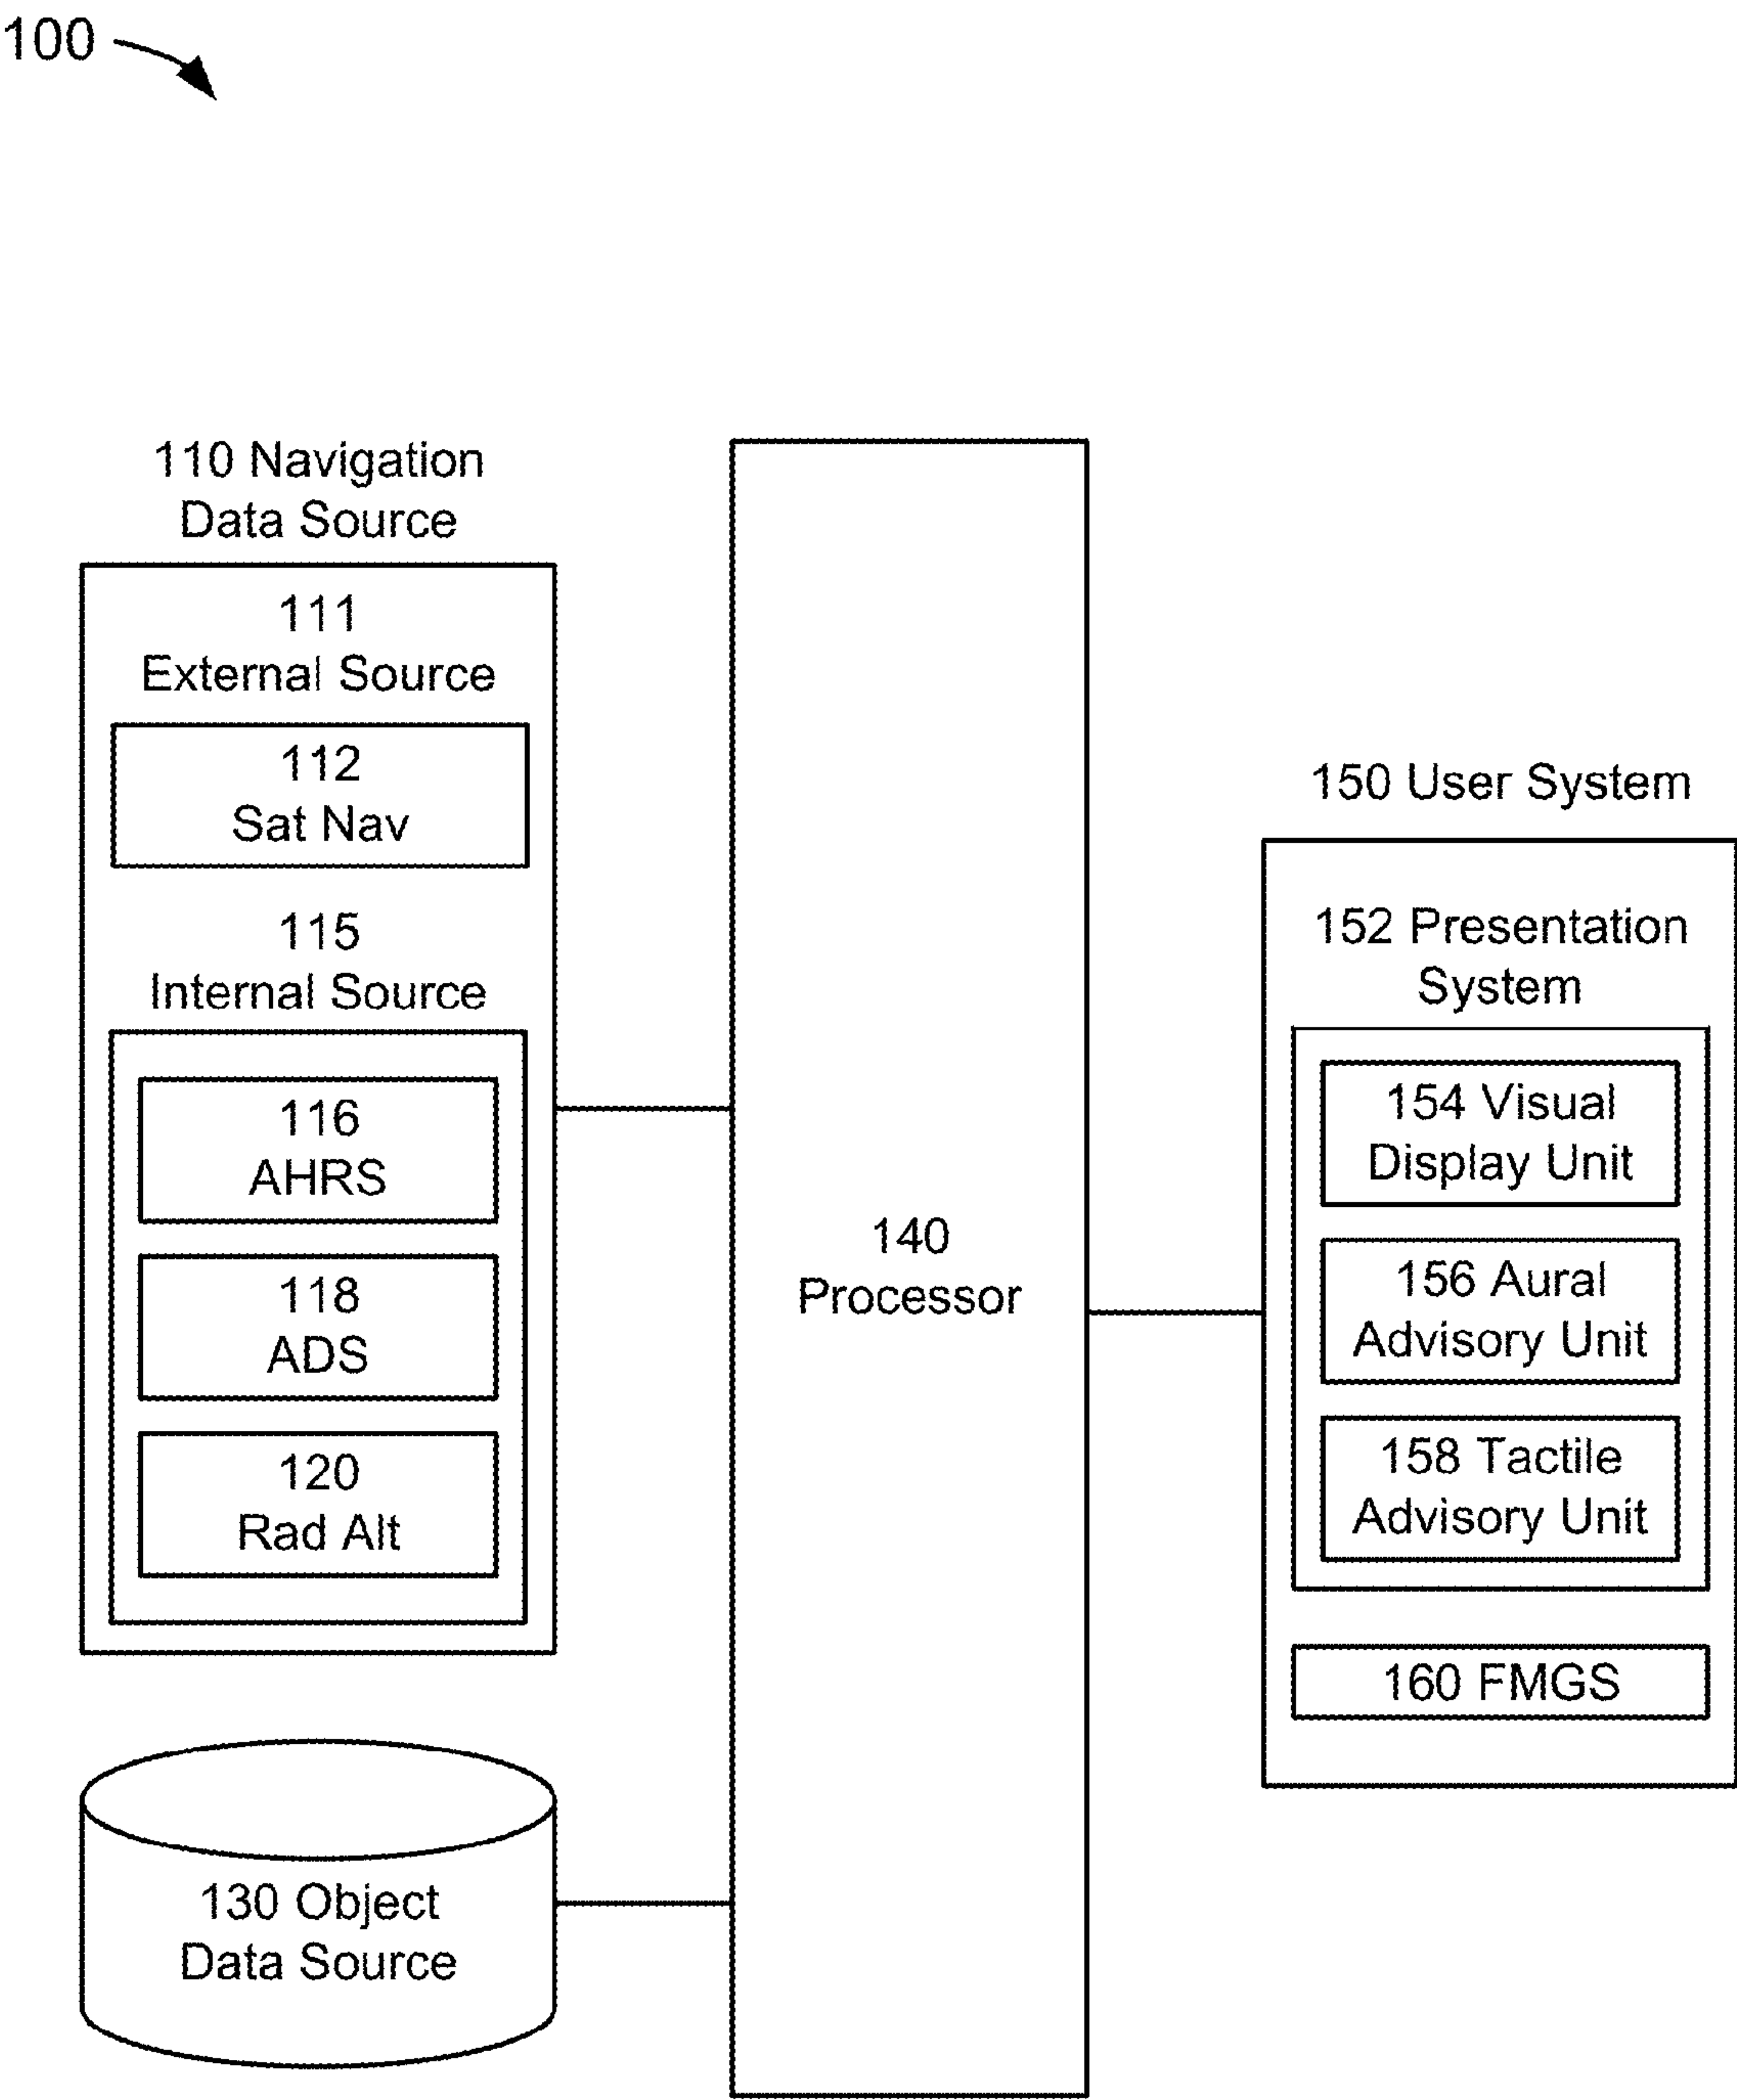 100
110 Navigation
Data Source
111
External Source
112
Sat Nav
115
Internal Source
116
AHRS
118
ADS
120
Rad Alt
130 Object
Data Source
140
Processor
150 User System
152 Presentation
System
154 Visual
Display Unit
156 Aural
Advisory Unit
158 Tactile
Advisory Unit
160 FMGS